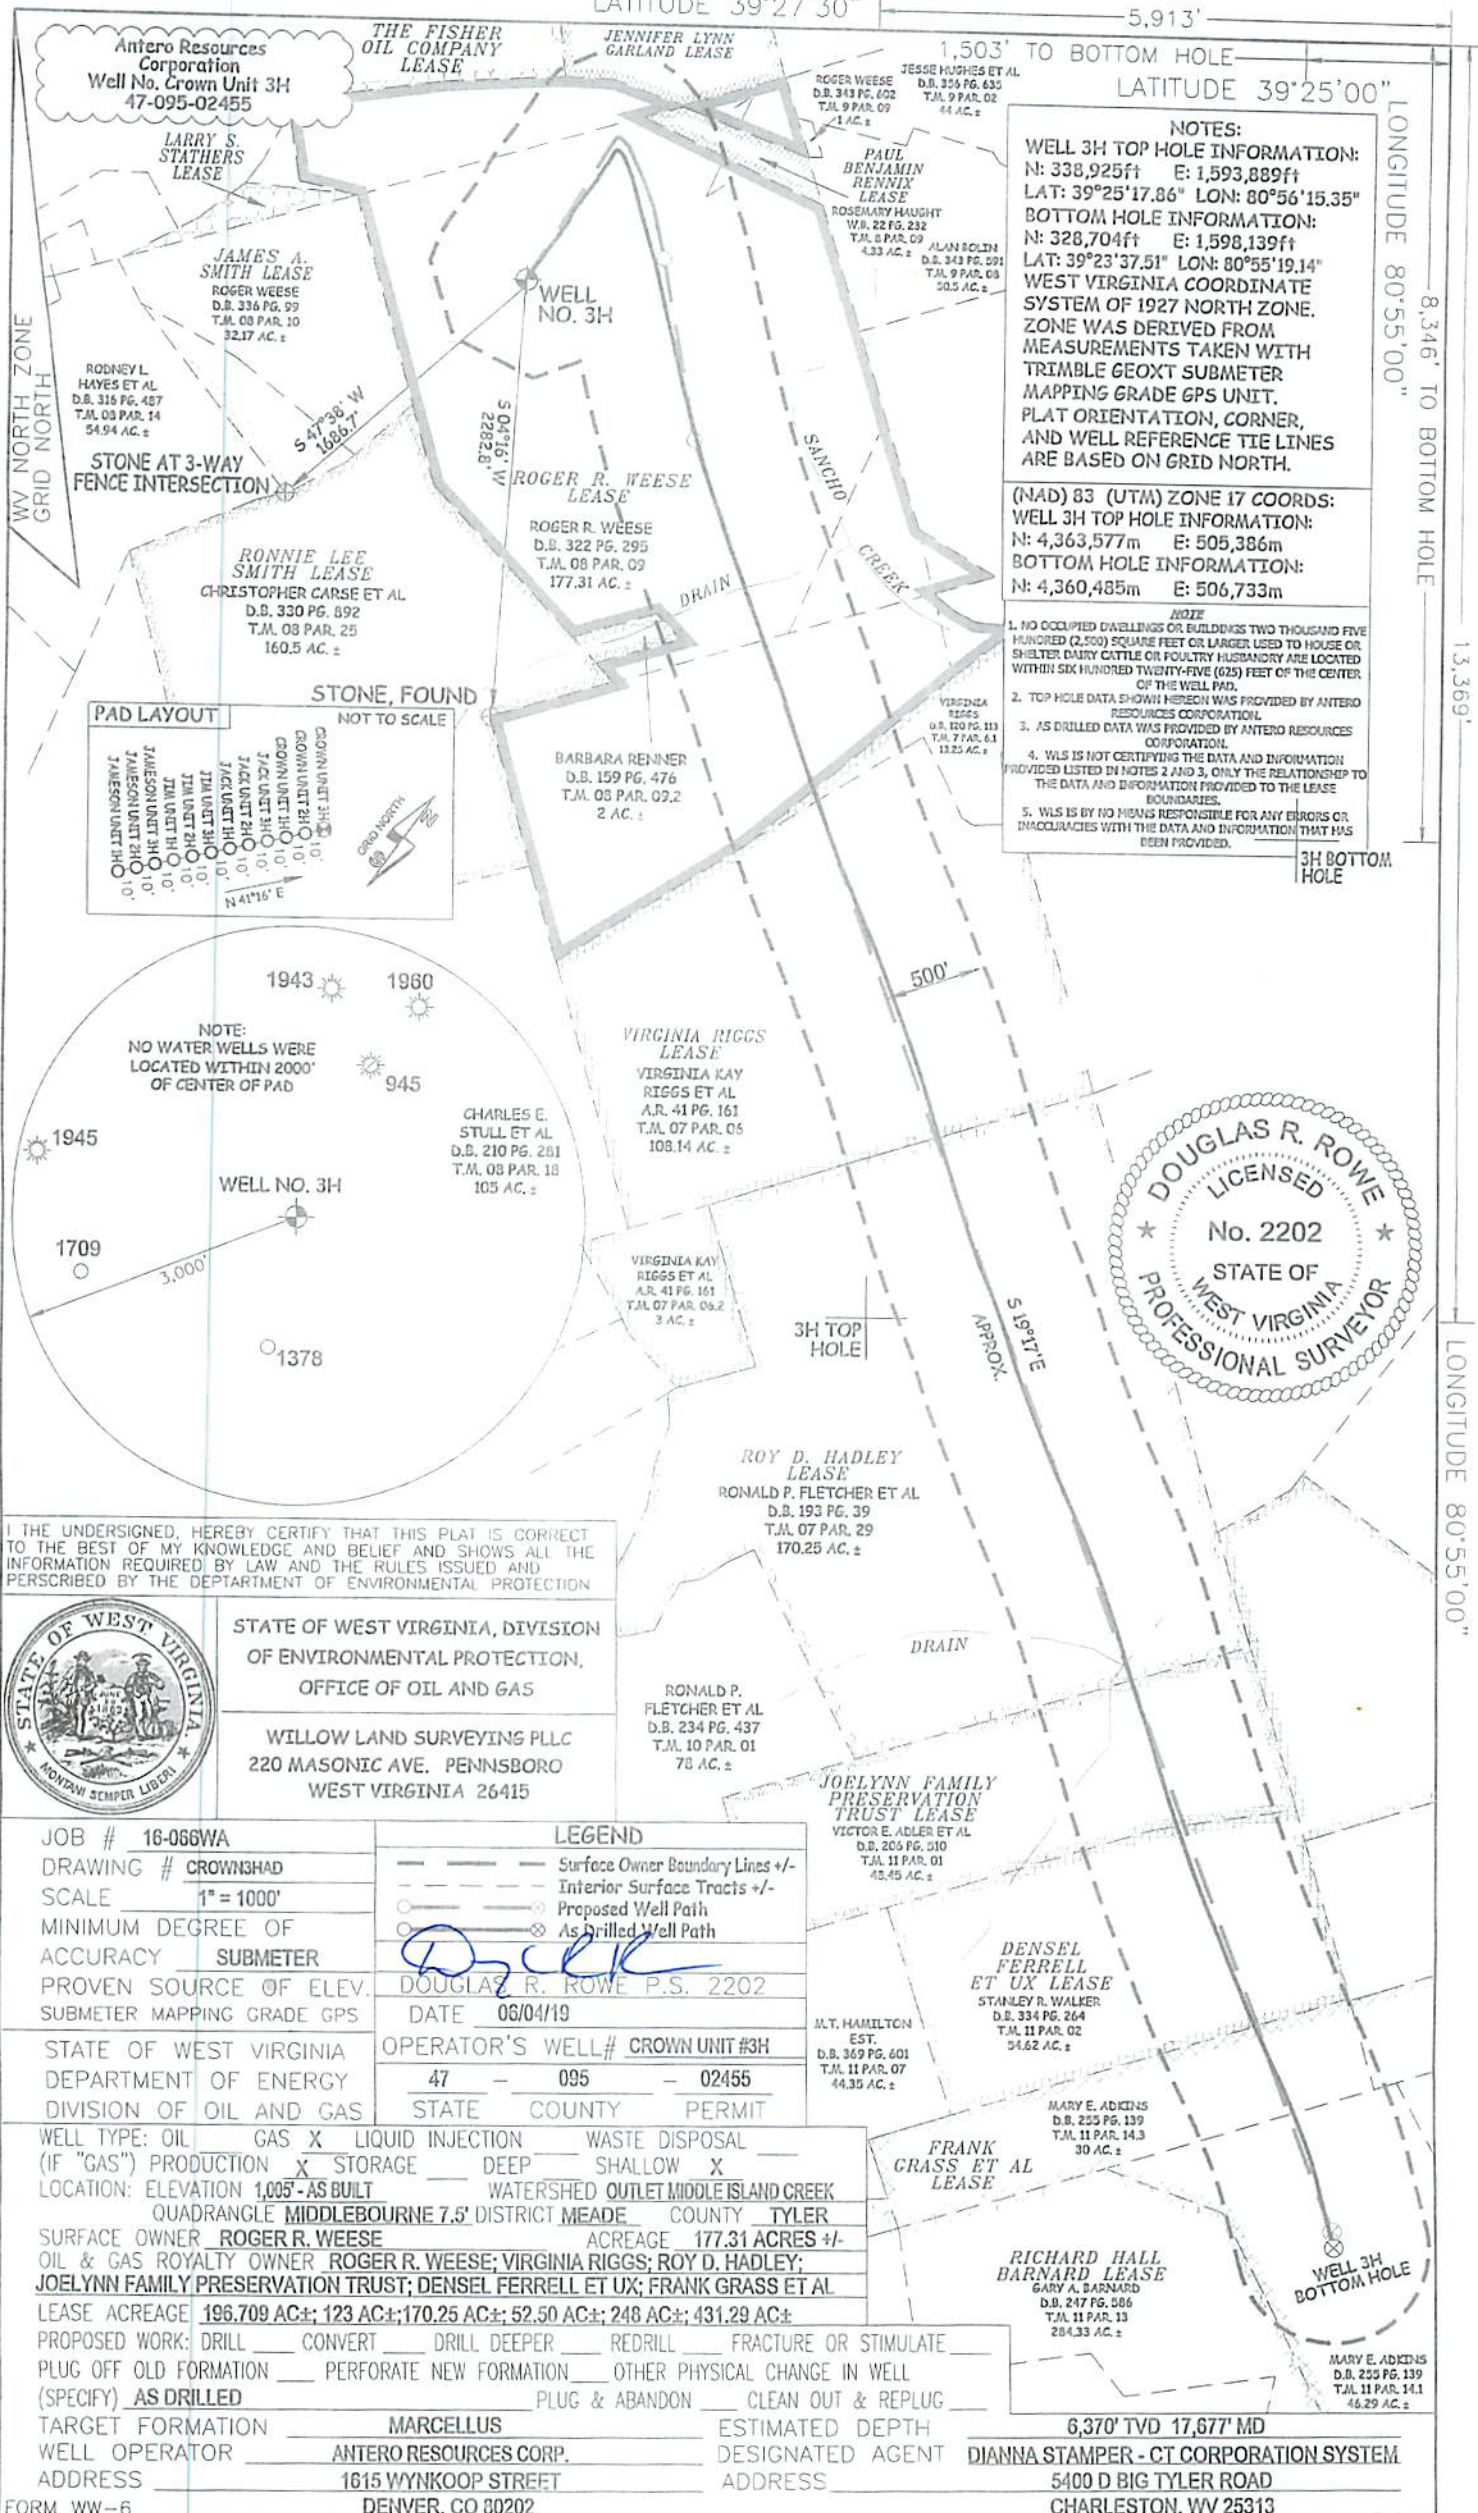 LATITUDE 39°27'30"
5,913'
1,503' TO BOTTOM HOLE
LATITUDE 39°25'00"
LONGITUDE 80°55'00"
8,346' TO BOTTOM HOLE
13,369'
LONGITUDE 80°55'00"
Antero Resources
Corporation
Well No. Crown Unit 3H
47-095-02455
THE FISHER
OIL COMPANY
LEASE
JENNIFER LYNN
GARLAND LEASE
ROGER WEESE
D.B. 343 PG. 602
T.M. 9 PAR. 09
1 AC. ±
JESSE HUGHES ET AL
D.B. 356 PG. 635
T.M. 9 PAR. 02
44 AC. ±
LARRY S.
STATHERS
LEASE
PAUL
BENJAMIN
RENNIX
LEASE
ROSEMARY HAUGHT
W.B. 22 PG. 232
T.M. 8 PAR. 09
4.33 AC. ±
ALAN BOLIN
D.B. 343 PG. 591
T.M. 9 PAR. 08
50.5 AC. ±
JAMES A.
SMITH LEASE
ROGER WEESE
D.B. 336 PG. 99
T.M. 08 PAR. 10
32.17 AC. ±
WELL
NO. 3H
WV NORTH ZONE
GRID NORTH
RODNEY L.
HAYES ET AL
D.B. 316 PG. 487
T.M. 08 PAR. 14
54.94 AC. ±
S 47°38' W
1686.7'
S 04°16' W
2282.8'
STONE AT 3-WAY
FENCE INTERSECTION
SANCHO
CREEK
ROGER R. WEESE
LEASE
ROGER R. WEESE
D.B. 322 PG. 295
T.M. 08 PAR. 09
177.31 AC. ±
DRAIN
RONNIE LEE
SMITH LEASE
CHRISTOPHER CARSE ET AL
D.B. 330 PG. 892
T.M. 08 PAR. 25
160.5 AC. ±
STONE, FOUND
NOTES:
WELL 3H TOP HOLE INFORMATION:
N: 338,925ft E: 1,593,889ft
LAT: 39°25'17.86" LON: 80°56'15.35"
BOTTOM HOLE INFORMATION:
N: 328,704ft E: 1,598,139ft
LAT: 39°23'37.51" LON: 80°55'19.14"
WEST VIRGINIA COORDINATE
SYSTEM OF 1927 NORTH ZONE.
ZONE WAS DERIVED FROM
MEASUREMENTS TAKEN WITH
TRIMBLE GEOXT SUBMETER
MAPPING GRADE GPS UNIT.
PLAT ORIENTATION, CORNER,
AND WELL REFERENCE TIE LINES
ARE BASED ON GRID NORTH.
(NAD) 83 (UTM) ZONE 17 COORDS:
WELL 3H TOP HOLE INFORMATION:
N: 4,363,577m E: 505,386m
BOTTOM HOLE INFORMATION:
N: 4,360,485m E: 506,733m
NOTE
1. NO OCCUPIED DWELLINGS OR BUILDINGS TWO THOUSAND FIVE
HUNDRED (2,500) SQUARE FEET OR LARGER USED TO HOUSE OR
SHELTER DAIRY CATTLE OR POULTRY HUSBANDRY ARE LOCATED
WITHIN SIX HUNDRED TWENTY-FIVE (625) FEET OF THE CENTER
OF THE WELL PAD.
2. TOP HOLE DATA SHOWN HEREON WAS PROVIDED BY ANTERO
RESOURCES CORPORATION.
3. AS DRILLED DATA WAS PROVIDED BY ANTERO RESOURCES
CORPORATION.
4. WLS IS NOT CERTIFYING THE DATA AND INFORMATION
PROVIDED LISTED IN NOTES 2 AND 3, ONLY THE RELATIONSHIP TO
THE DATA AND INFORMATION PROVIDED TO THE LEASE
BOUNDARIES.
5. WLS IS BY NO MEANS RESPONSIBLE FOR ANY ERRORS OR
INACCURACIES WITH THE DATA AND INFORMATION THAT HAS
BEEN PROVIDED.
3H BOTTOM
HOLE
VIRGINIA
RIGGS
D.B. 120 PG. 113
T.M. 7 PAR. 6.1
13.25 AC. ±
PAD LAYOUT
NOT TO SCALE
CROWN UNIT 3H 10'
CROWN UNIT 2H 10'
CROWN UNIT 1H 10'
JACK UNIT 3H 10'
JACK UNIT 2H 10'
JACK UNIT 1H 10'
JIM UNIT 3H 10'
JIM UNIT 2H 10'
JIM UNIT 1H 10'
JAMESON UNIT 3H 10'
JAMESON UNIT 2H 10'
JAMESON UNIT 1H 10'
N 41°16' E
GRID NORTH
BARBARA RENNER
D.B. 159 PG. 476
T.M. 08 PAR. 09.2
2 AC. ±
500'
1943
1960
NOTE:
NO WATER WELLS WERE
LOCATED WITHIN 2000'
OF CENTER OF PAD
945
1945
CHARLES E.
STULL ET AL
D.B. 210 PG. 281
T.M. 08 PAR. 18
105 AC. ±
WELL NO. 3H
1709
3,000'
1378
VIRGINIA RIGGS
LEASE
VIRGINIA KAY
RIGGS ET AL
A.R. 41 PG. 161
T.M. 07 PAR. 06
108.14 AC. ±
VIRGINIA KAY
RIGGS ET AL
A.R. 41 PG. 161
T.M. 07 PAR. 06.2
3 AC. ±
3H TOP
HOLE
S 19°17'E
APPROX.
DOUGLAS R. ROWE
LICENSED
No. 2202
STATE OF
WEST VIRGINIA
PROFESSIONAL SURVEYOR
ROY D. HADLEY
LEASE
RONALD P. FLETCHER ET AL
D.B. 193 PG. 39
T.M. 07 PAR. 29
170.25 AC. ±
I THE UNDERSIGNED, HEREBY CERTIFY THAT THIS PLAT IS CORRECT
TO THE BEST OF MY KNOWLEDGE AND BELIEF AND SHOWS ALL THE
INFORMATION REQUIRED BY LAW AND THE RULES ISSUED AND
PERSCRIBED BY THE DEPTARTMENT OF ENVIRONMENTAL PROTECTION
STATE OF WEST VIRGINIA
MONTANI SEMPER LIBERI
STATE OF WEST VIRGINIA, DIVISION
OF ENVIRONMENTAL PROTECTION,
OFFICE OF OIL AND GAS
WILLOW LAND SURVEYING PLLC
220 MASONIC AVE. PENNSBORO
WEST VIRGINIA 26415
DRAIN
RONALD P.
FLETCHER ET AL
D.B. 234 PG. 437
T.M. 10 PAR. 01
78 AC. ±
JOELYNN FAMILY
PRESERVATION
TRUST LEASE
VICTOR E. ADLER ET AL
D.B. 206 PG. 510
T.M. 11 PAR. 01
48.45 AC. ±
JOB # 16-066WA
DRAWING # CROWN3HAD
SCALE 1" = 1000'
MINIMUM DEGREE OF
ACCURACY SUBMETER
PROVEN SOURCE OF ELEV.
SUBMETER MAPPING GRADE GPS
LEGEND
Surface Owner Boundary Lines +/-
Interior Surface Tracts +/-
Proposed Well Path
As Drilled Well Path
DOUGLAS R. ROWE P.S. 2202
DATE 06/04/19
OPERATOR'S WELL# CROWN UNIT #3H
47 – 095 – 02455
STATE COUNTY PERMIT
STATE OF WEST VIRGINIA
DEPARTMENT OF ENERGY
DIVISION OF OIL AND GAS
DENSEL
FERRELL
ET UX LEASE
STANLEY R. WALKER
D.B. 334 PG. 264
T.M. 11 PAR. 02
54.62 AC. ±
M.T. HAMILTON
EST.
D.B. 369 PG. 601
T.M. 11 PAR. 07
44.35 AC. ±
MARY E. ADKINS
D.B. 255 PG. 139
T.M. 11 PAR. 14.3
30 AC. ±
FRANK
GRASS ET AL
LEASE
RICHARD HALL
BARNARD LEASE
GARY A. BARNARD
D.B. 247 PG. 586
T.M. 11 PAR. 13
284.33 AC. ±
WELL 3H
BOTTOM HOLE
MARY E. ADKINS
D.B. 255 PG. 139
T.M. 11 PAR. 14.1
46.29 AC. ±
WELL TYPE: OIL GAS X LIQUID INJECTION WASTE DISPOSAL
(IF "GAS") PRODUCTION X STORAGE DEEP SHALLOW X
LOCATION: ELEVATION 1,005' - AS BUILT WATERSHED OUTLET MIDDLE ISLAND CREEK
QUADRANGLE MIDDLEBOURNE 7.5' DISTRICT MEADE COUNTY TYLER
SURFACE OWNER ROGER R. WEESE ACREAGE 177.31 ACRES +/-
OIL & GAS ROYALTY OWNER ROGER R. WEESE; VIRGINIA RIGGS; ROY D. HADLEY;
JOELYNN FAMILY PRESERVATION TRUST; DENSEL FERRELL ET UX; FRANK GRASS ET AL
LEASE ACREAGE 196.709 AC±; 123 AC±;170.25 AC±; 52.50 AC±; 248 AC±; 431.29 AC±
PROPOSED WORK: DRILL CONVERT DRILL DEEPER REDRILL FRACTURE OR STIMULATE
PLUG OFF OLD FORMATION PERFORATE NEW FORMATION OTHER PHYSICAL CHANGE IN WELL
(SPECIFY) AS DRILLED PLUG & ABANDON CLEAN OUT & REPLUG
TARGET FORMATION MARCELLUS ESTIMATED DEPTH 6,370' TVD 17,677' MD
WELL OPERATOR ANTERO RESOURCES CORP. DESIGNATED AGENT DIANNA STAMPER - CT CORPORATION SYSTEM
ADDRESS 1615 WYNKOOP STREET ADDRESS 5400 D BIG TYLER ROAD
FORM WW-6 DENVER, CO 80202 CHARLESTON, WV 25313